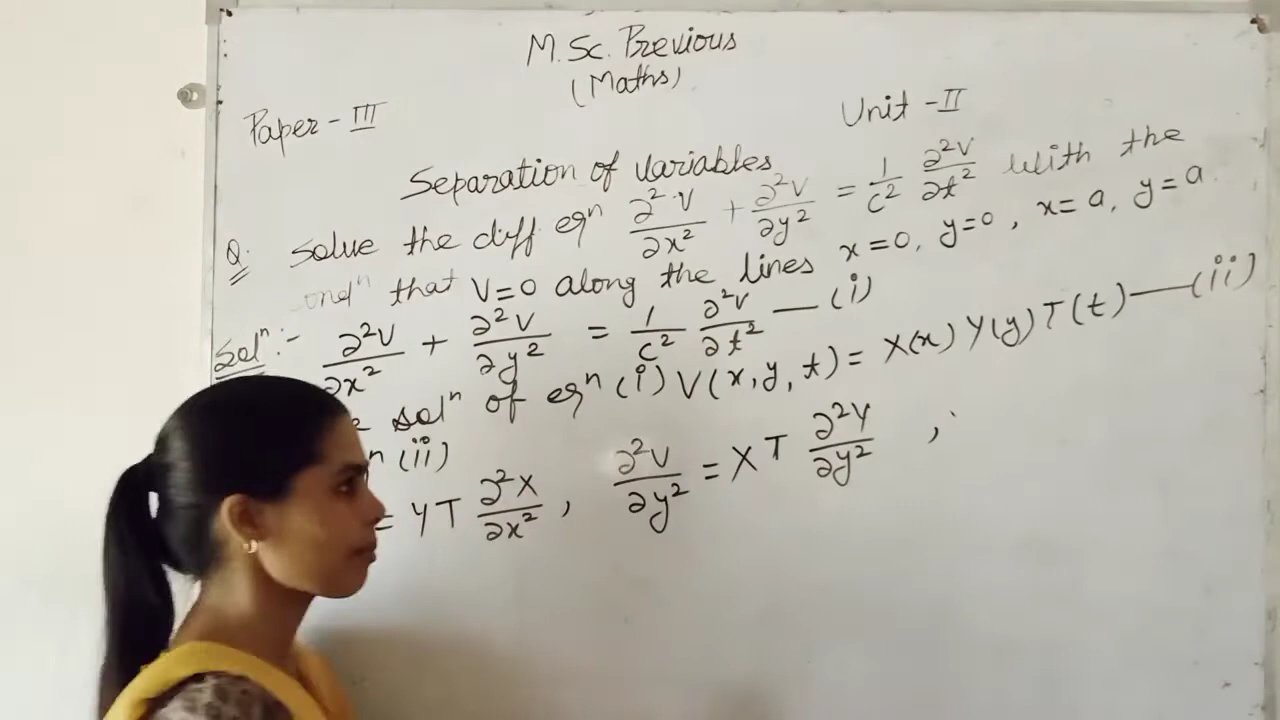 M.Sc. Previous
(Maths)
Paper - III
Unit - II
Separation of variables
Q. Solve the diff eqⁿ ∂²V/∂x² + ∂²V/∂y² = 1/c² ∂²V/∂t² with the
ondⁿ that V=0 along the lines x=0, y=0, x=a, y=a
Solⁿ:- ∂²V/∂x² + ∂²V/∂y² = 1/c² ∂²V/∂t² — (i)
solⁿ of eqⁿ (i) V(x, y, t) = X(x) Y(y) T(t) — (ii)
n (ii)
= YT ∂²X/∂x² , ∂²V/∂y² = XT ∂²Y/∂y² ,